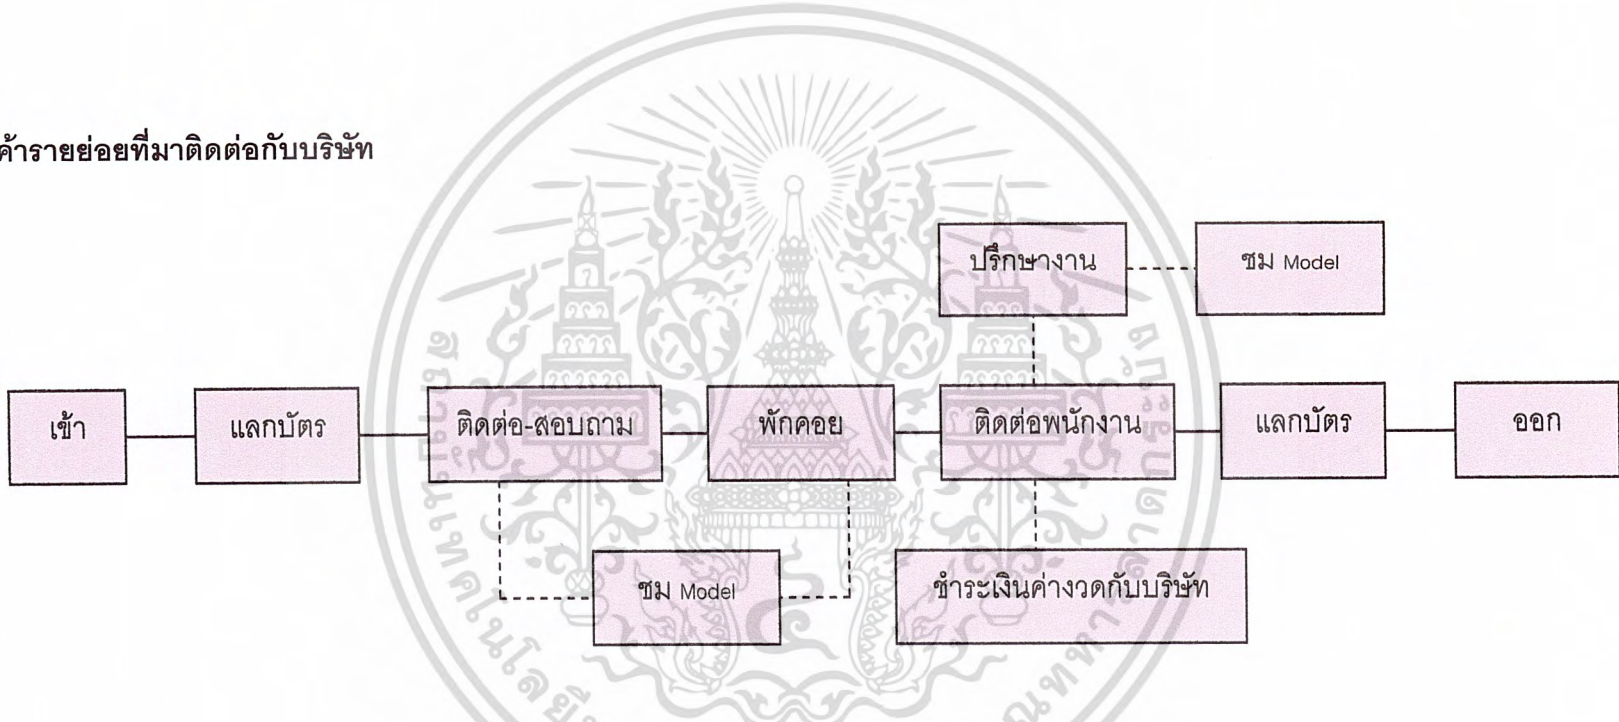 ค้ารายย่อยที่มาติดต่อกับบริษัท
ปรึกษางาน
ชม Model
เข้า
แลกบัตร
ติดต่อ-สอบถาม
พักคอย
ติดต่อพนักงาน
แลกบัตร
ออก
ชม Model
ชำระเงินค่างวดกับบริษัท